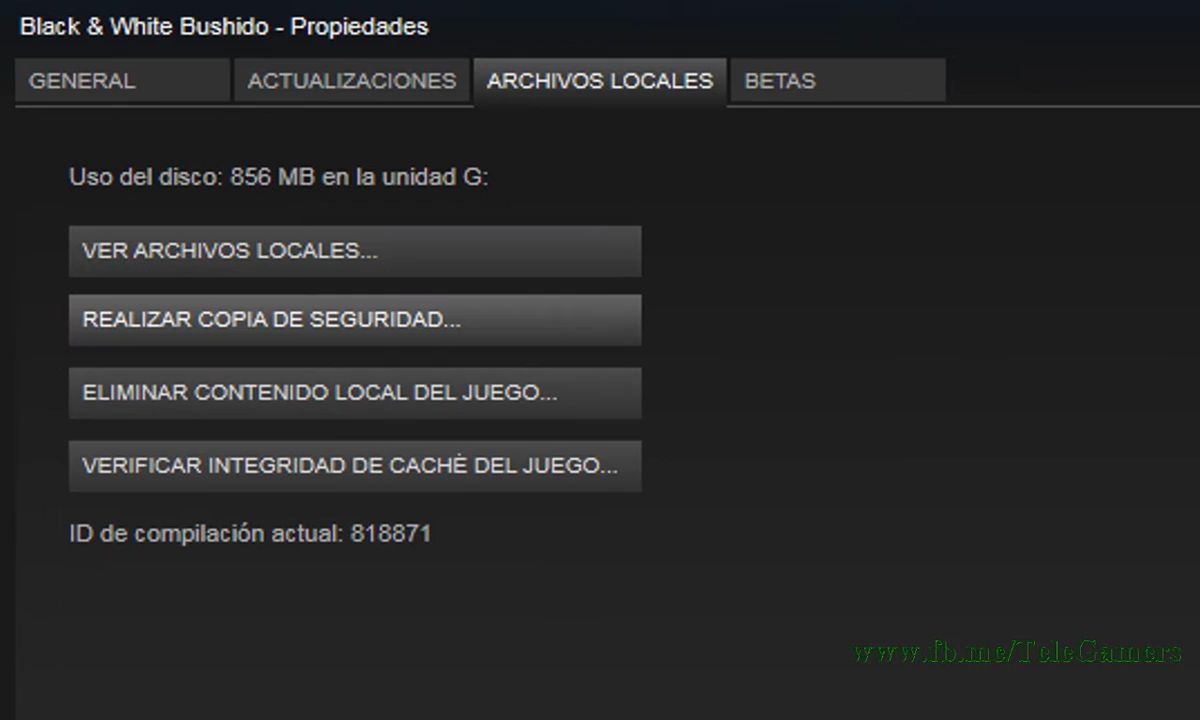 Black & White Bushido - Propiedades
GENERAL ACTUALIZACIONES ARCHIVOS LOCALES BETAS
Uso del disco: 856 MB en la unidad G:
VER ARCHIVOS LOCALES...
REALIZAR COPIA DE SEGURIDAD...
ELIMINAR CONTENIDO LOCAL DEL JUEGO...
VERIFICAR INTEGRIDAD DE CACHÉ DEL JUEGO...
ID de compilación actual: 818871
www.fb.me/TeleGamers